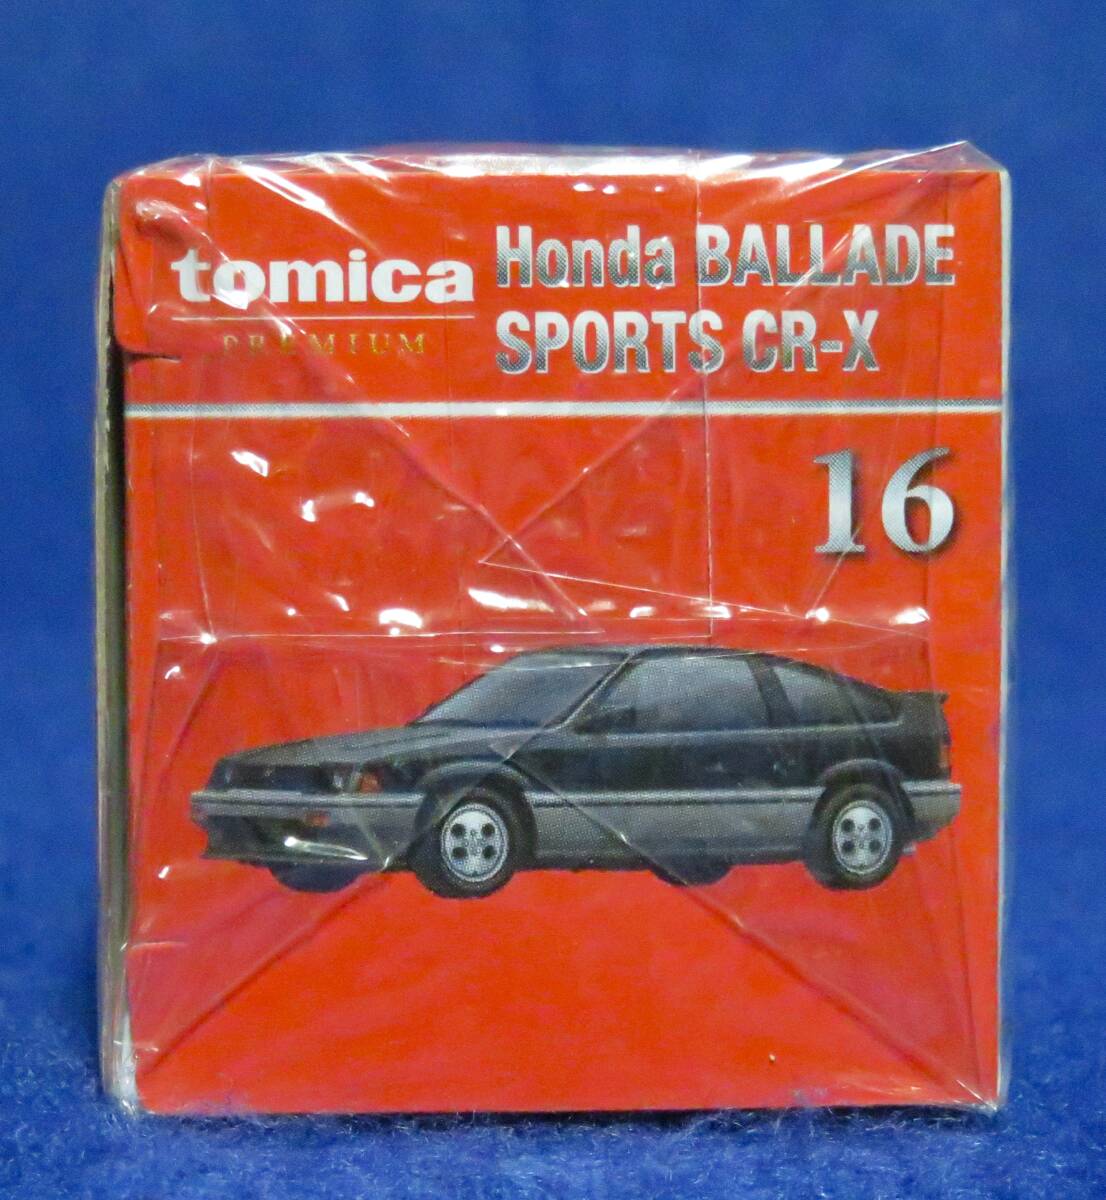 tomica
PREMIUM
Honda BALLADE
SPORTS CR-X
16